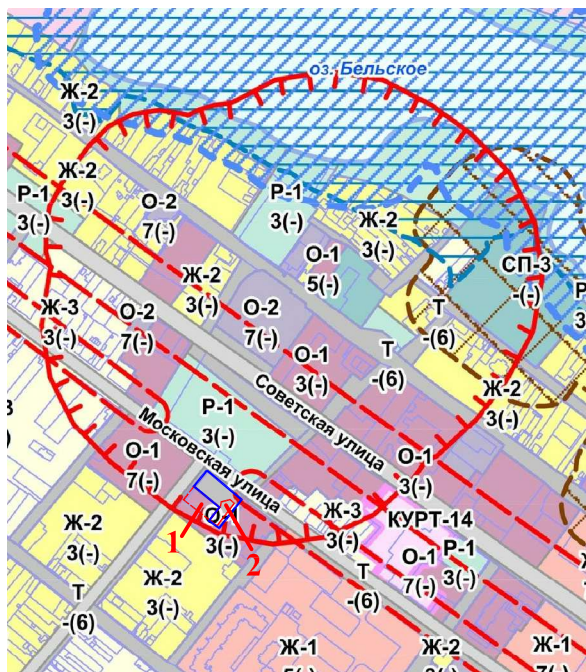 оз. Бельское
Ж-2
3(-)
Ж-2
3(-)
Р-1
3(-)
О-2
7(-)
Р-1
3(-)
Ж-2
3(-)
О-1
5(-)
СП-3
-(-)
Р
3
Ж-2
3(-)
Т
-(6)
Ж-3
3(-)
О-2
7(-)
О-2
7(-)
О-1
3(-)
Т
-(6)
Ж-2
3(-)
Советская улица
Р-1
3(-)
Московская улица
О-1
7(-)
О-1
3(-)
Ж-3
3(-)
КУРТ-14
3(-)
1
2
Ж-2
3(-)
О-1
7(-)
Р-1
3(-)
Т
-(6)
Ж-2
3(-)
Т
-(6)
Ж-1
Ж-2
Ж-1
7(-)